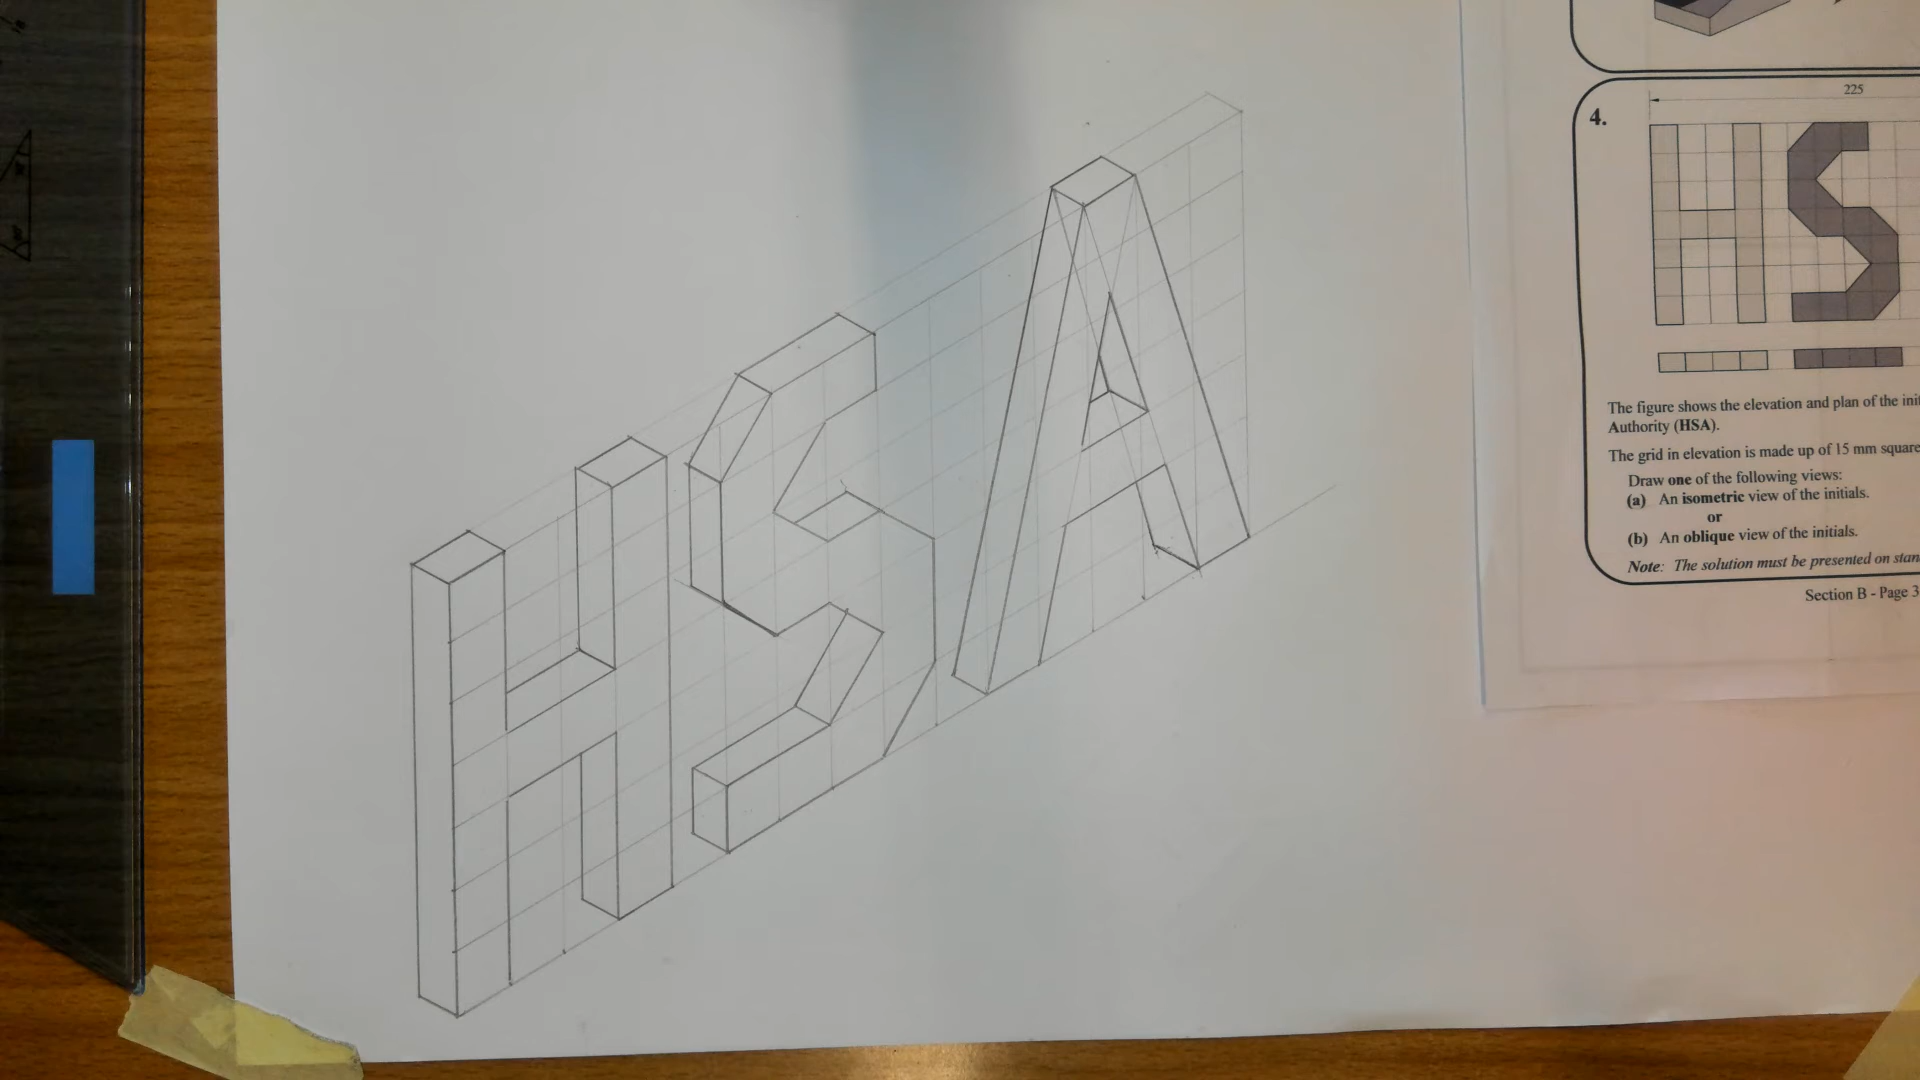 HSA
225
4.
HS
The figure shows the elevation and plan of the
Authority (HSA).
The grid in elevation is made up of 15 mm square
Draw one of the following views:
(a) An isometric view of the initials.
or
(b) An oblique view of the initials.
Note: The solution must be presented on
Section B - Page 3